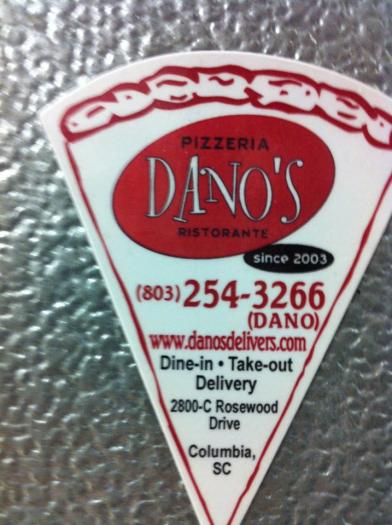 PIZZERIA
DANO'S
RISTORANTE
since 2003
(803) 254-3266
(DANO)
www.danosdelivers.com
Dine-in • Take-out
Delivery
2800-C Rosewood
Drive
Columbia,
SC